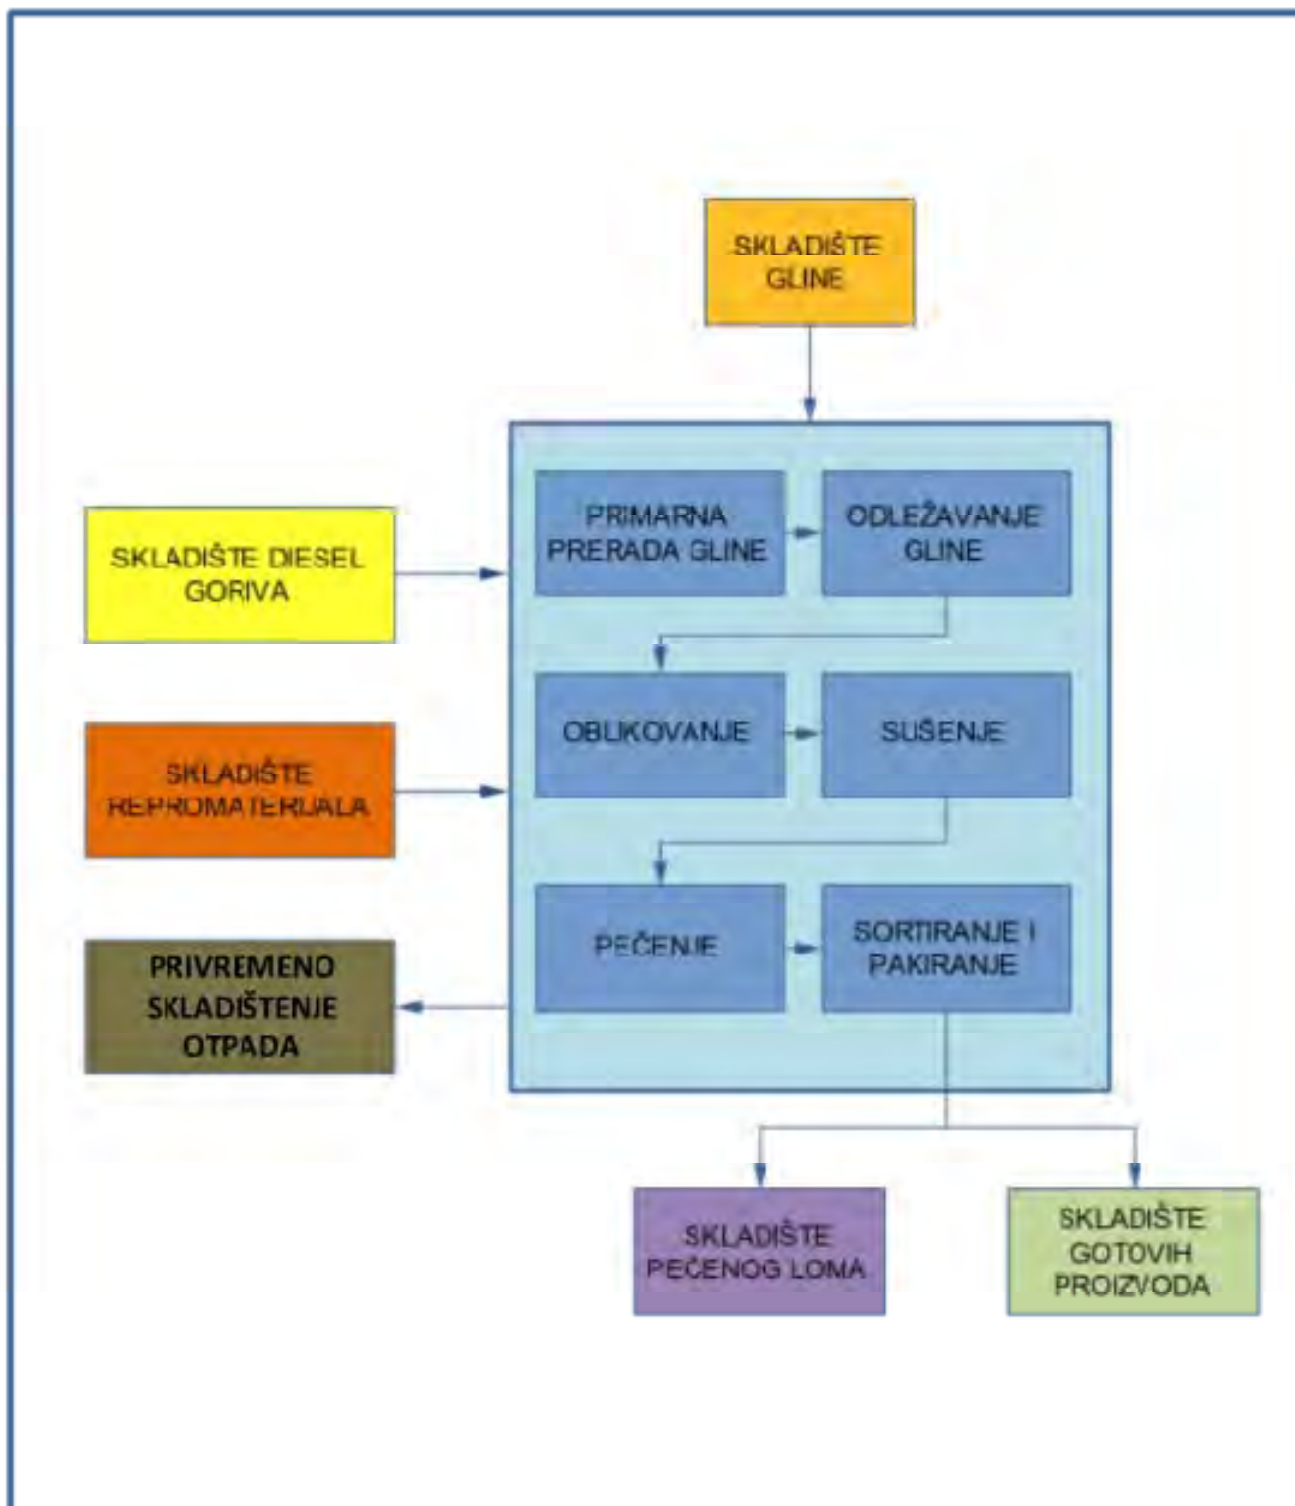 SKLADIŠTE
GLINE
PRIMARNA
PRERADA GLINE
ODLEŽAVANJE
GLINE
SKLADIŠTE DIESEL
GORIVA
OBLIKOVANJE
SUŠENJE
SKLADIŠTE
REPROMATERIJALA
PEČENJE
SORTIRANJE I
PAKIRANJE
PRIVREMENO
SKLADIŠTENJE
OTPADA
SKLADIŠTE
PEČENOG LOMA
SKLADIŠTE
GOTOVIH
PROIZVODA